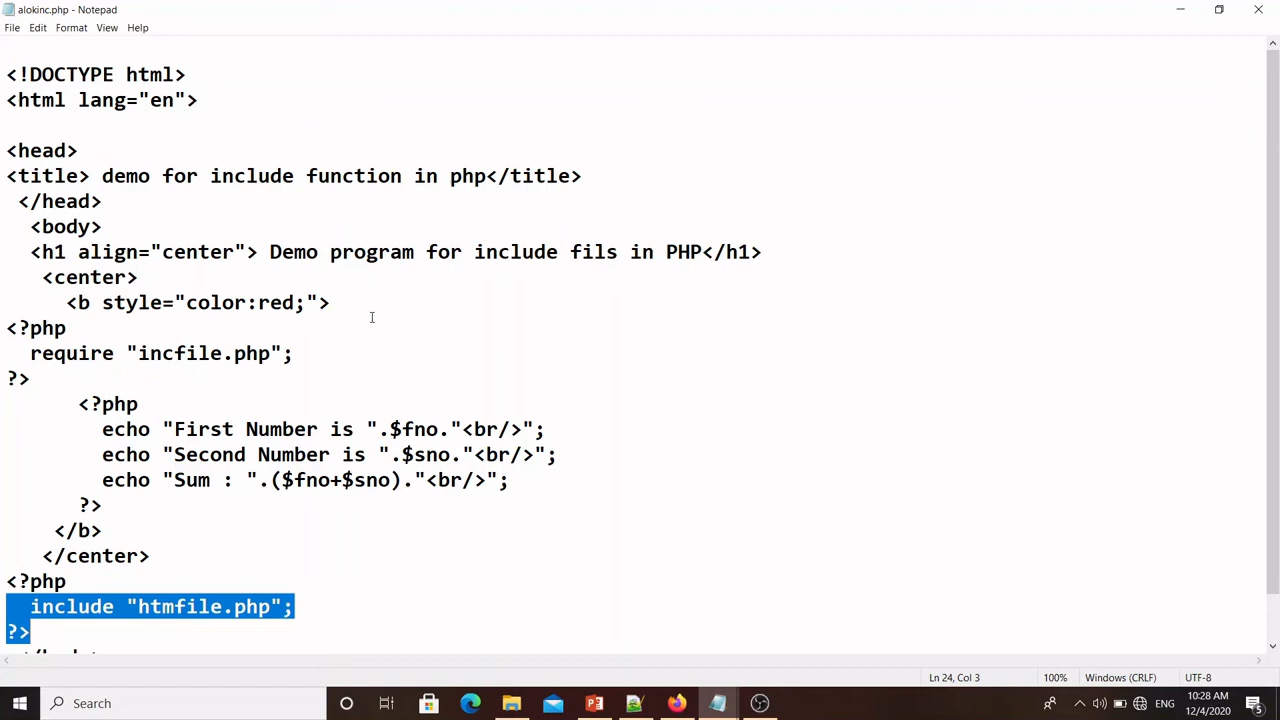 alokinc.php - Notepad
File Edit Format View Help
<!DOCTYPE html>
<html lang="en">
<head>
<title> demo for include function in php</title>
</head>
<body>
<h1 align="center"> Demo program for include fils in PHP</h1>
<center>
<b style="color:red;">
<?php
require "incfile.php";
?>
<?php
echo "First Number is ".$fno."<br/>";
echo "Second Number is ".$sno."<br/>";
echo "Sum : ".($fno+$sno)."<br/>";
?>
</b>
</center>
<?php
include "htmfile.php";
?>
Ln 24, Col 3 100% Windows (CRLF) UTF-8
Search
ENG
10:28 AM
12/4/2020
5